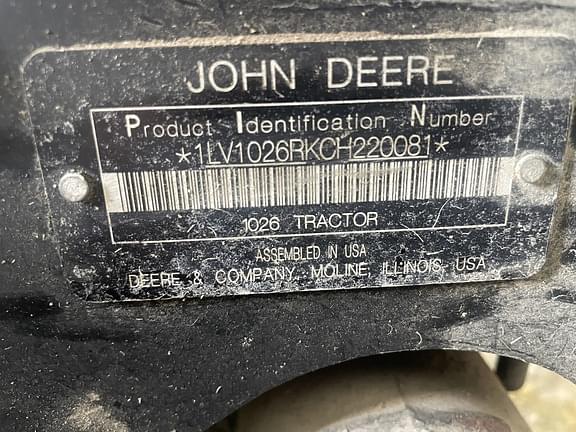 JOHN DEERE
Product Identification Number
*1LV1026RKCH220081*
1026 TRACTOR
ASSEMBLED IN USA
DEERE & COMPANY, MOLINE, ILLINOIS, USA